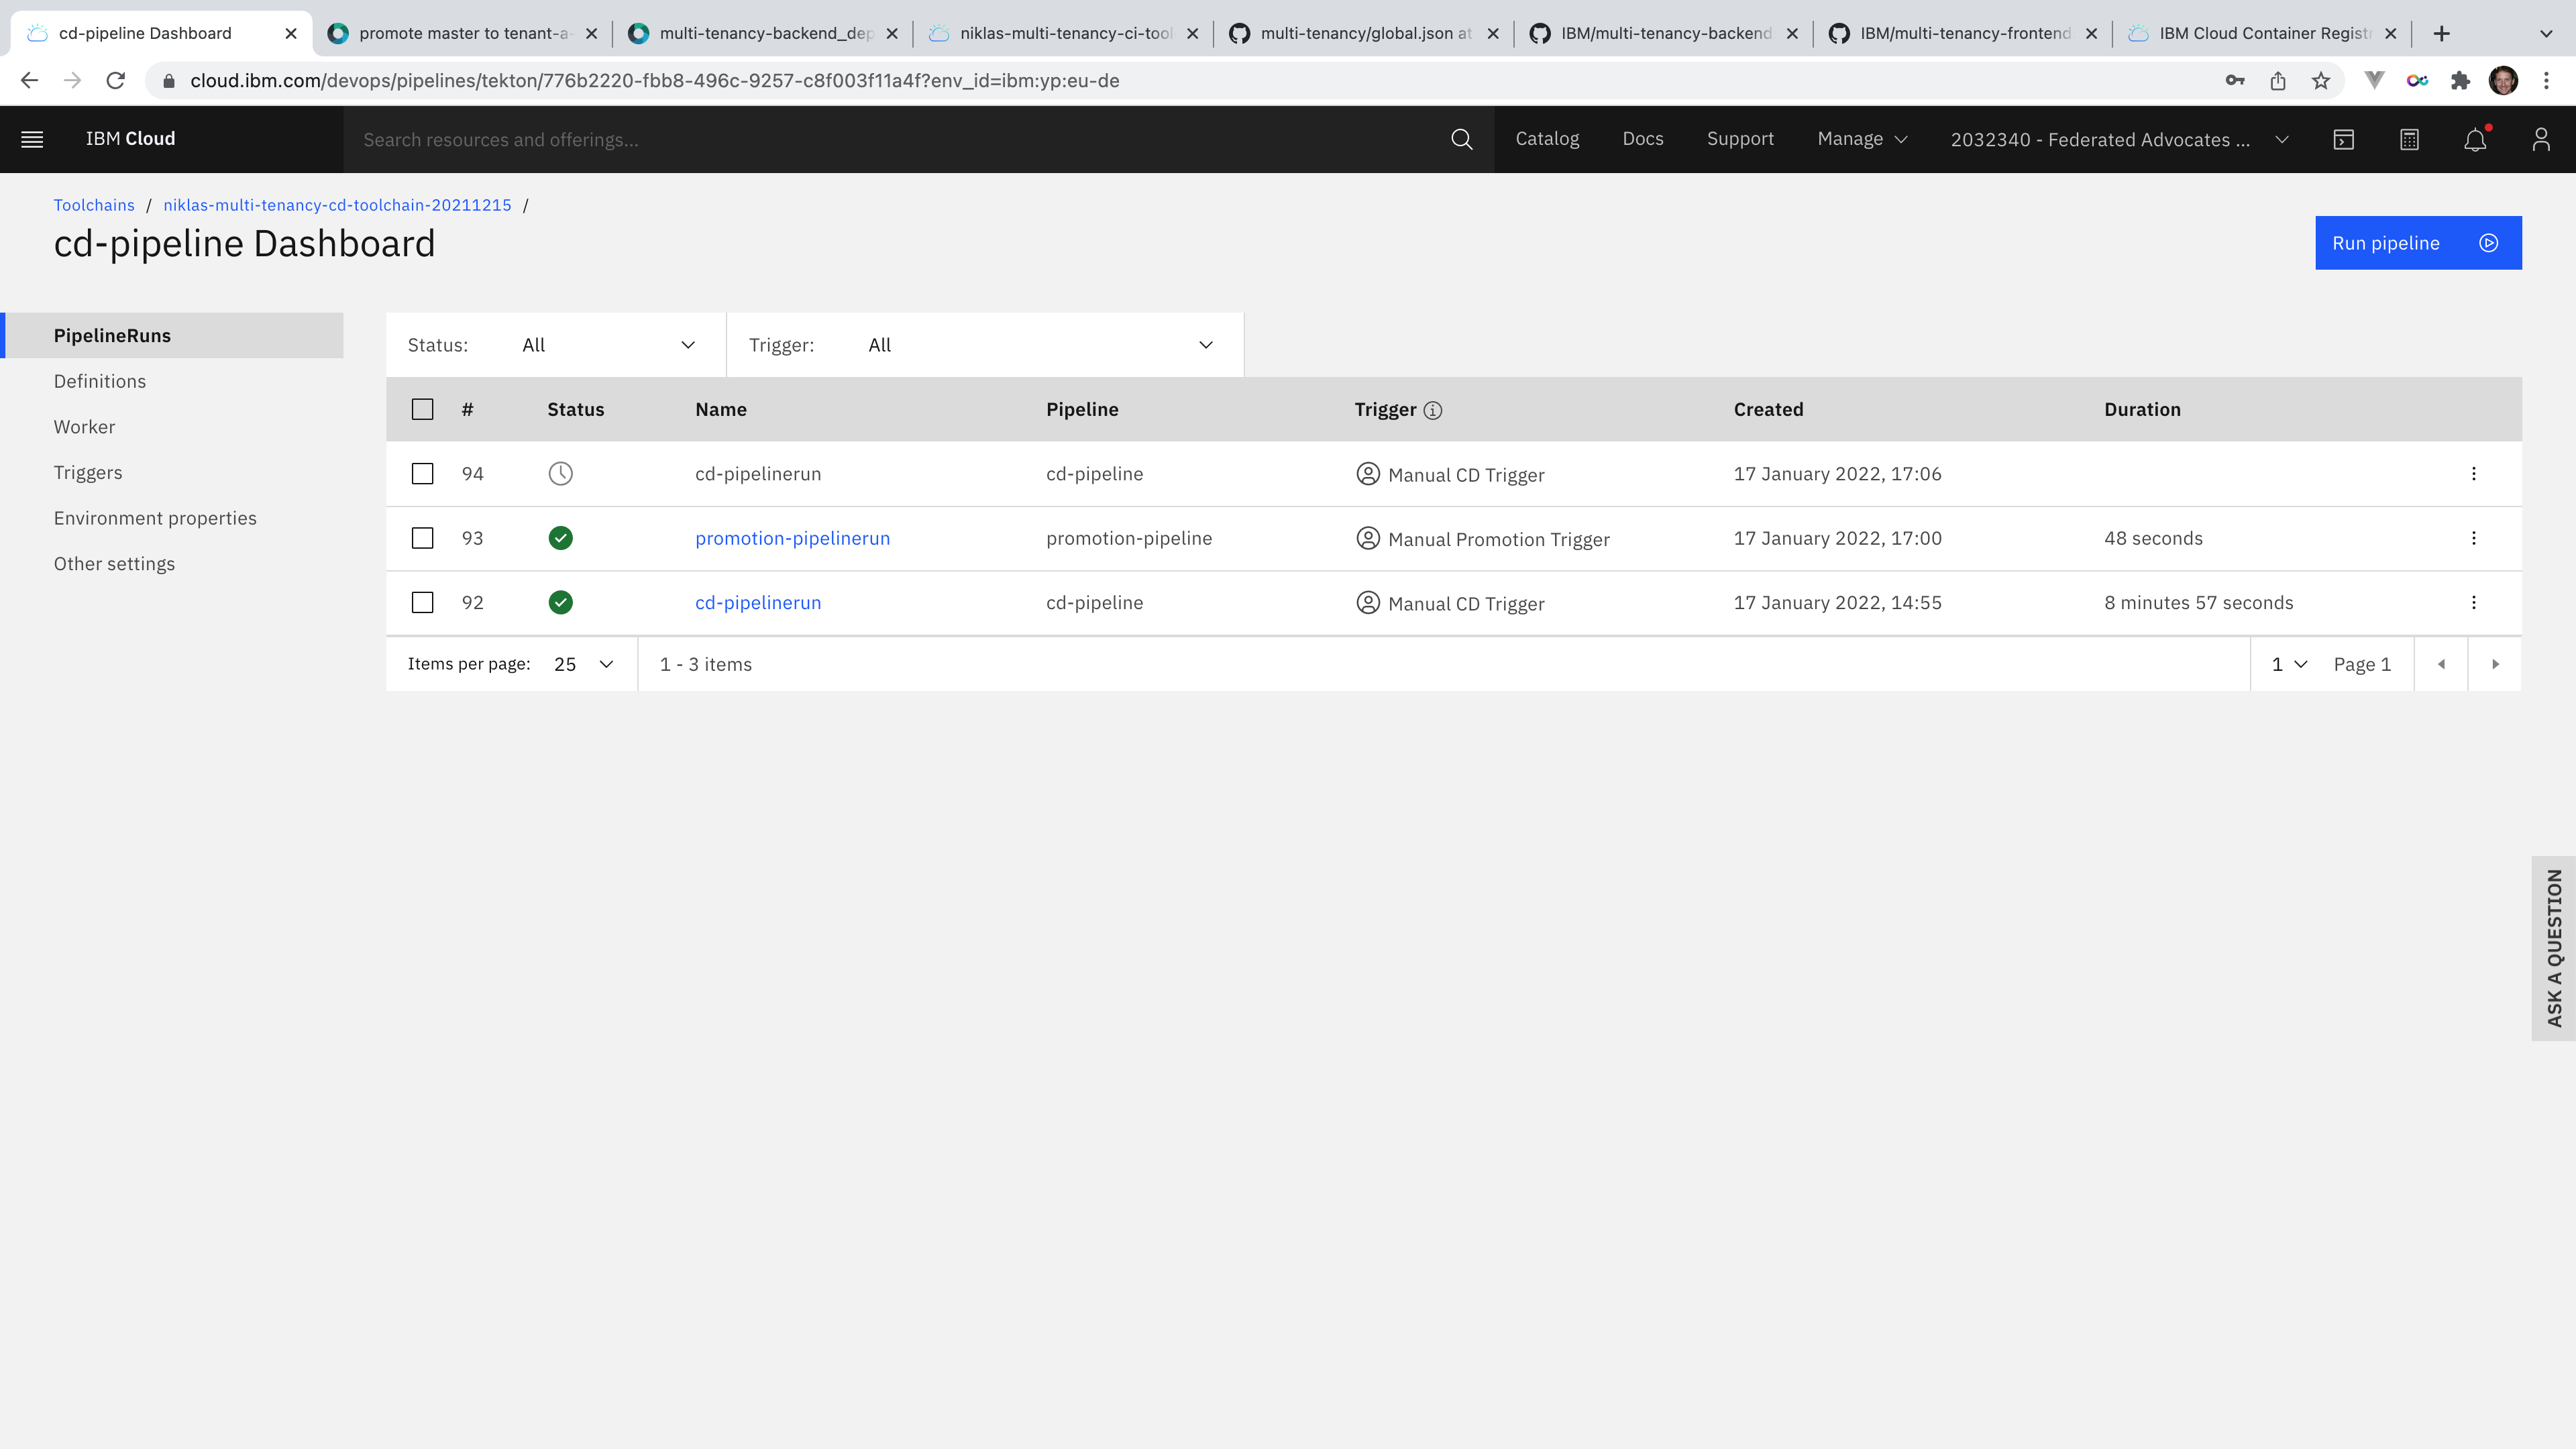 cd-pipeline Dashboard
promote master to tenant-a-
multi-tenancy-backend_dep
niklas-multi-tenancy-ci-tool
multi-tenancy/global.json at
IBM/multi-tenancy-backend
IBM/multi-tenancy-frontend
IBM Cloud Container Registr
cloud.ibm.com/devops/pipelines/tekton/776b2220-fbb8-496c-9257-c8f003f11a4f?env_id=ibm:yp:eu-de
IBM Cloud
Search resources and offerings...
Catalog
Docs
Support
Manage
2032340 - Federated Advocates ...
Toolchains / niklas-multi-tenancy-cd-toolchain-20211215 /
cd-pipeline Dashboard
Run pipeline
PipelineRuns
Definitions
Worker
Triggers
Environment properties
Other settings
Status: All
Trigger: All
# Status Name Pipeline Trigger Created Duration
94 cd-pipelinerun cd-pipeline Manual CD Trigger 17 January 2022, 17:06
93 promotion-pipelinerun promotion-pipeline Manual Promotion Trigger 17 January 2022, 17:00 48 seconds
92 cd-pipelinerun cd-pipeline Manual CD Trigger 17 January 2022, 14:55 8 minutes 57 seconds
Items per page: 25 1 - 3 items 1 Page 1
ASK A QUESTION